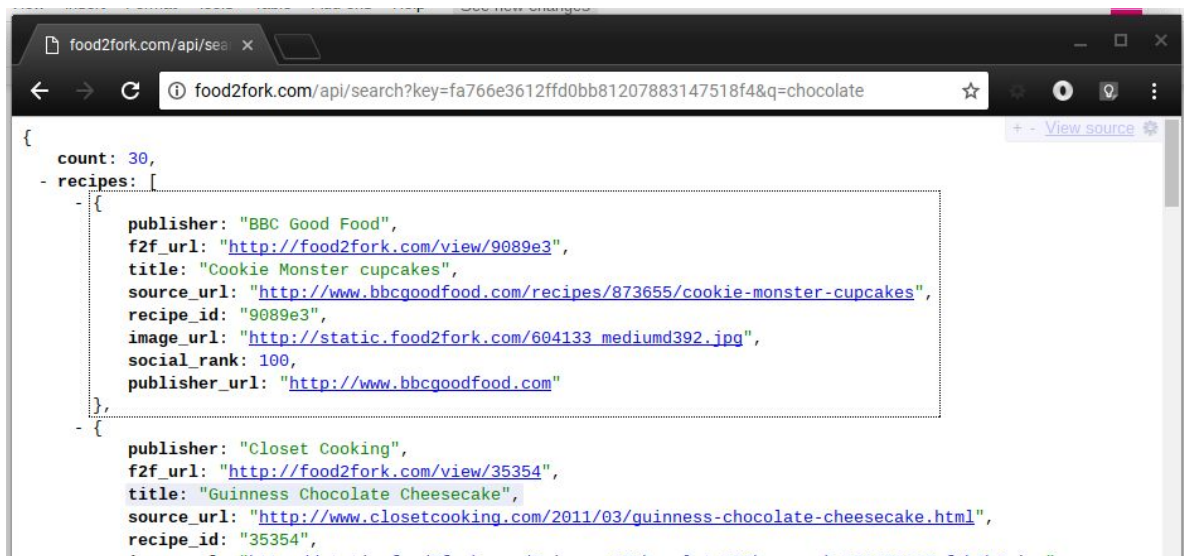 See new changes
food2fork.com/api/sea
food2fork.com/api/search?key=fa766e3612ffd0bb81207883147518f4&q=chocolate
+ - View source
{
count: 30,
- recipes: [
- {
publisher: "BBC Good Food",
f2f_url: "http://food2fork.com/view/9089e3",
title: "Cookie Monster cupcakes",
source_url: "http://www.bbcgoodfood.com/recipes/873655/cookie-monster-cupcakes",
recipe_id: "9089e3",
image_url: "http://static.food2fork.com/604133_mediumd392.jpg",
social_rank: 100,
publisher_url: "http://www.bbcgoodfood.com"
},
- {
publisher: "Closet Cooking",
f2f_url: "http://food2fork.com/view/35354",
title: "Guinness Chocolate Cheesecake",
source_url: "http://www.closetcooking.com/2011/03/guinness-chocolate-cheesecake.html",
recipe_id: "35354",